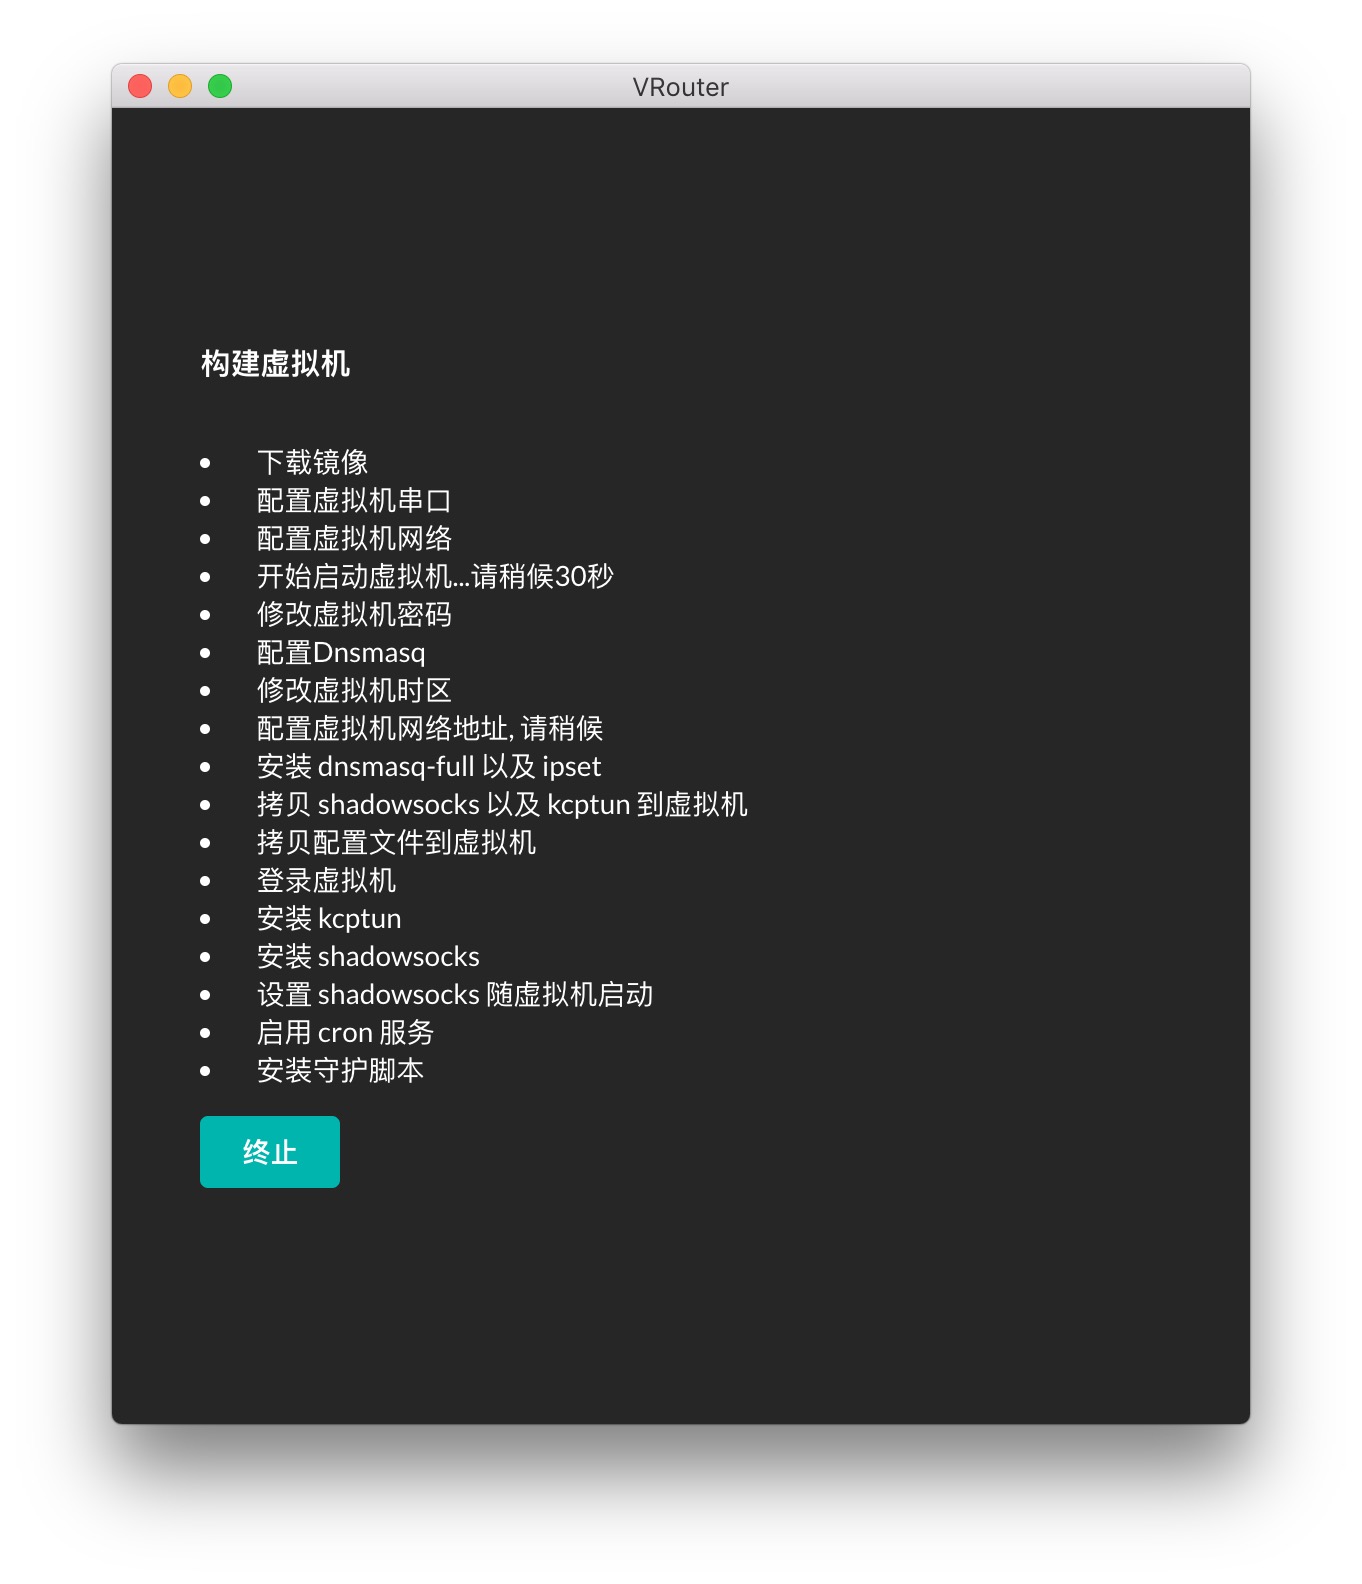 VRouter
构建虚拟机
下载镜像
配置虚拟机串口
配置虚拟机网络
开始启动虚拟机...请稍候30秒
修改虚拟机密码
配置Dnsmasq
修改虚拟机时区
配置虚拟机网络地址, 请稍候
安装 dnsmasq-full 以及 ipset
拷贝 shadowsocks 以及 kcptun 到虚拟机
拷贝配置文件到虚拟机
登录虚拟机
安装 kcptun
安装 shadowsocks
设置 shadowsocks 随虚拟机启动
启用 cron 服务
安装守护脚本
终止